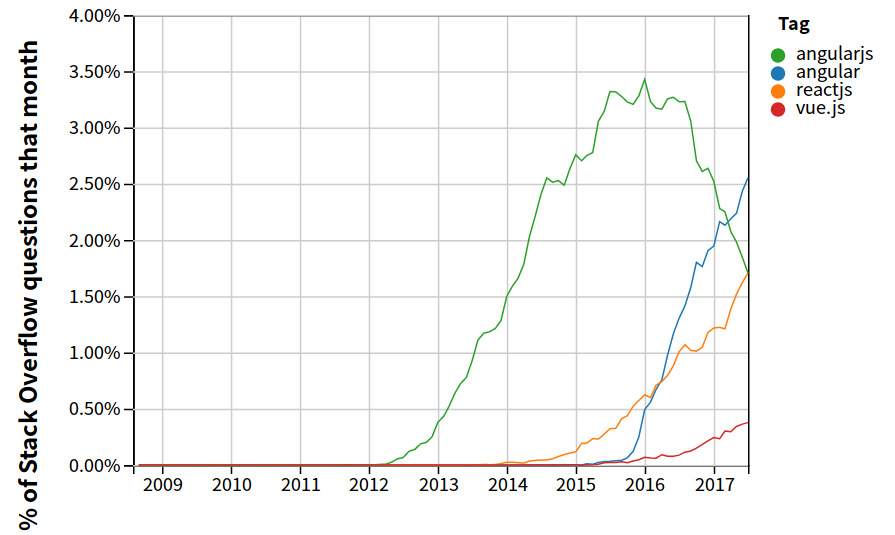 % of Stack Overflow questions that month
4.00%
3.50%
3.00%
2.50%
2.00%
1.50%
1.00%
0.50%
0.00%
2009 2010 2011 2012 2013 2014 2015 2016 2017
Tag
angularjs
angular
reactjs
vue.js